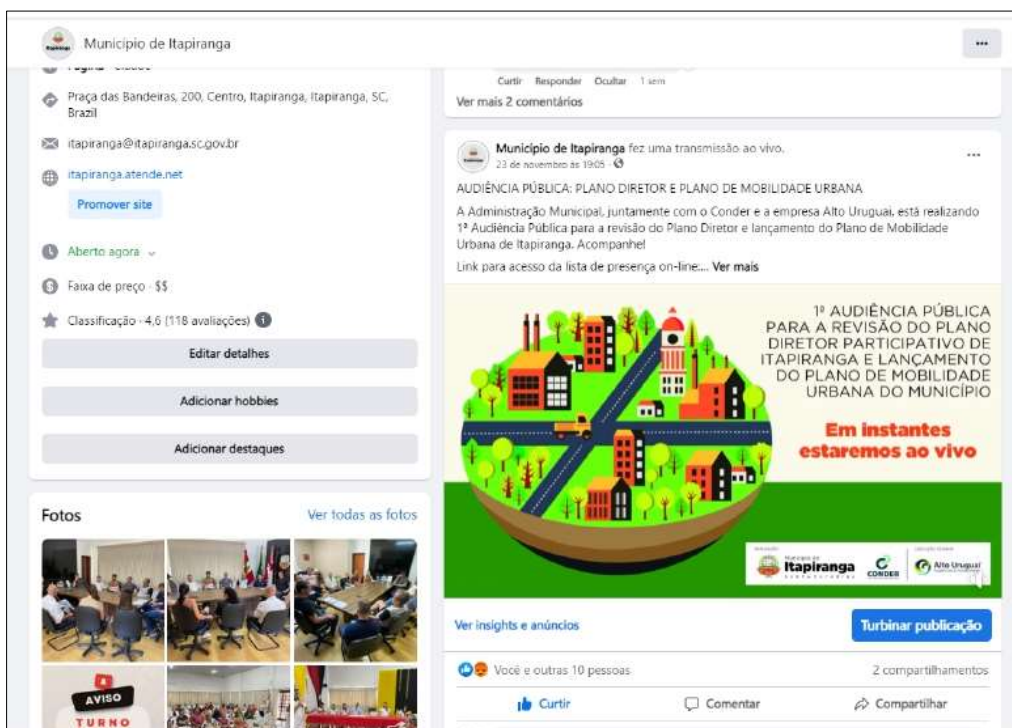 Município de Itapiranga
Praça das Bandeiras, 200, Centro, Itapiranga, Itapiranga, SC,
Brazil
itapiranga@itapiranga.sc.gov.br
itapiranga.atende.net
Promover site
Aberto agora
Faixa de preço · $$
Classificação · 4,6 (118 avaliações)
Editar detalhes
Adicionar hobbies
Adicionar destaques
Fotos
Ver todas as fotos
AVISO
TURNO
Curtir Responder Ocultar 1 sem
Ver mais 2 comentários
Município de Itapiranga fez uma transmissão ao vivo.
23 de novembro às 19:05 ·
AUDIÊNCIA PÚBLICA: PLANO DIRETOR E PLANO DE MOBILIDADE URBANA
A Administração Municipal, juntamente com o Conder e a empresa Alto Uruguai, está realizando
1ª Audiência Pública para a revisão do Plano Diretor e lançamento do Plano de Mobilidade
Urbana de Itapiranga. Acompanhe!
Link para acesso da lista de presença on-line:... Ver mais
1ª AUDIÊNCIA PÚBLICA
PARA A REVISÃO DO PLANO
DIRETOR PARTICIPATIVO DE
ITAPIRANGA E LANÇAMENTO
DO PLANO DE MOBILIDADE
URBANA DO MUNICÍPIO
Em instantes
estaremos ao vivo
Município de
Itapiranga
CONDER
Alto Uruguai
Ver insights e anúncios
Turbinar publicação
Você e outras 10 pessoas
2 compartilhamentos
Curtir
Comentar
Compartilhar